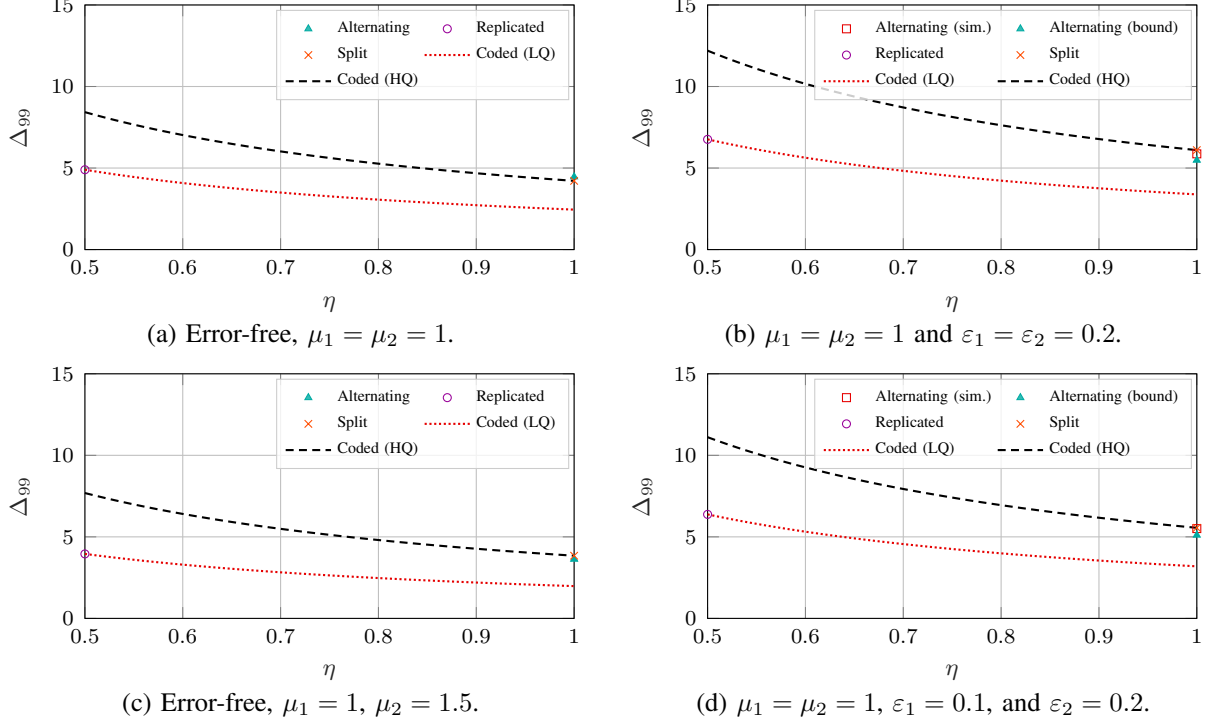 15
10
5
0
Δ99
0.5 0.6 0.7 0.8 0.9 1
η
Alternating Replicated
Split Coded (LQ)
Coded (HQ)
(a) Error-free, μ1 = μ2 = 1.
15
10
5
0
Δ99
0.5 0.6 0.7 0.8 0.9 1
η
Alternating (sim.) Alternating (bound)
Replicated Split
Coded (LQ) Coded (HQ)
(b) μ1 = μ2 = 1 and ε1 = ε2 = 0.2.
15
10
5
0
Δ99
0.5 0.6 0.7 0.8 0.9 1
η
Alternating Replicated
Split Coded (LQ)
Coded (HQ)
(c) Error-free, μ1 = 1, μ2 = 1.5.
15
10
5
0
Δ99
0.5 0.6 0.7 0.8 0.9 1
η
Alternating (sim.) Alternating (bound)
Replicated Split
Coded (LQ) Coded (HQ)
(d) μ1 = μ2 = 1, ε1 = 0.1, and ε2 = 0.2.